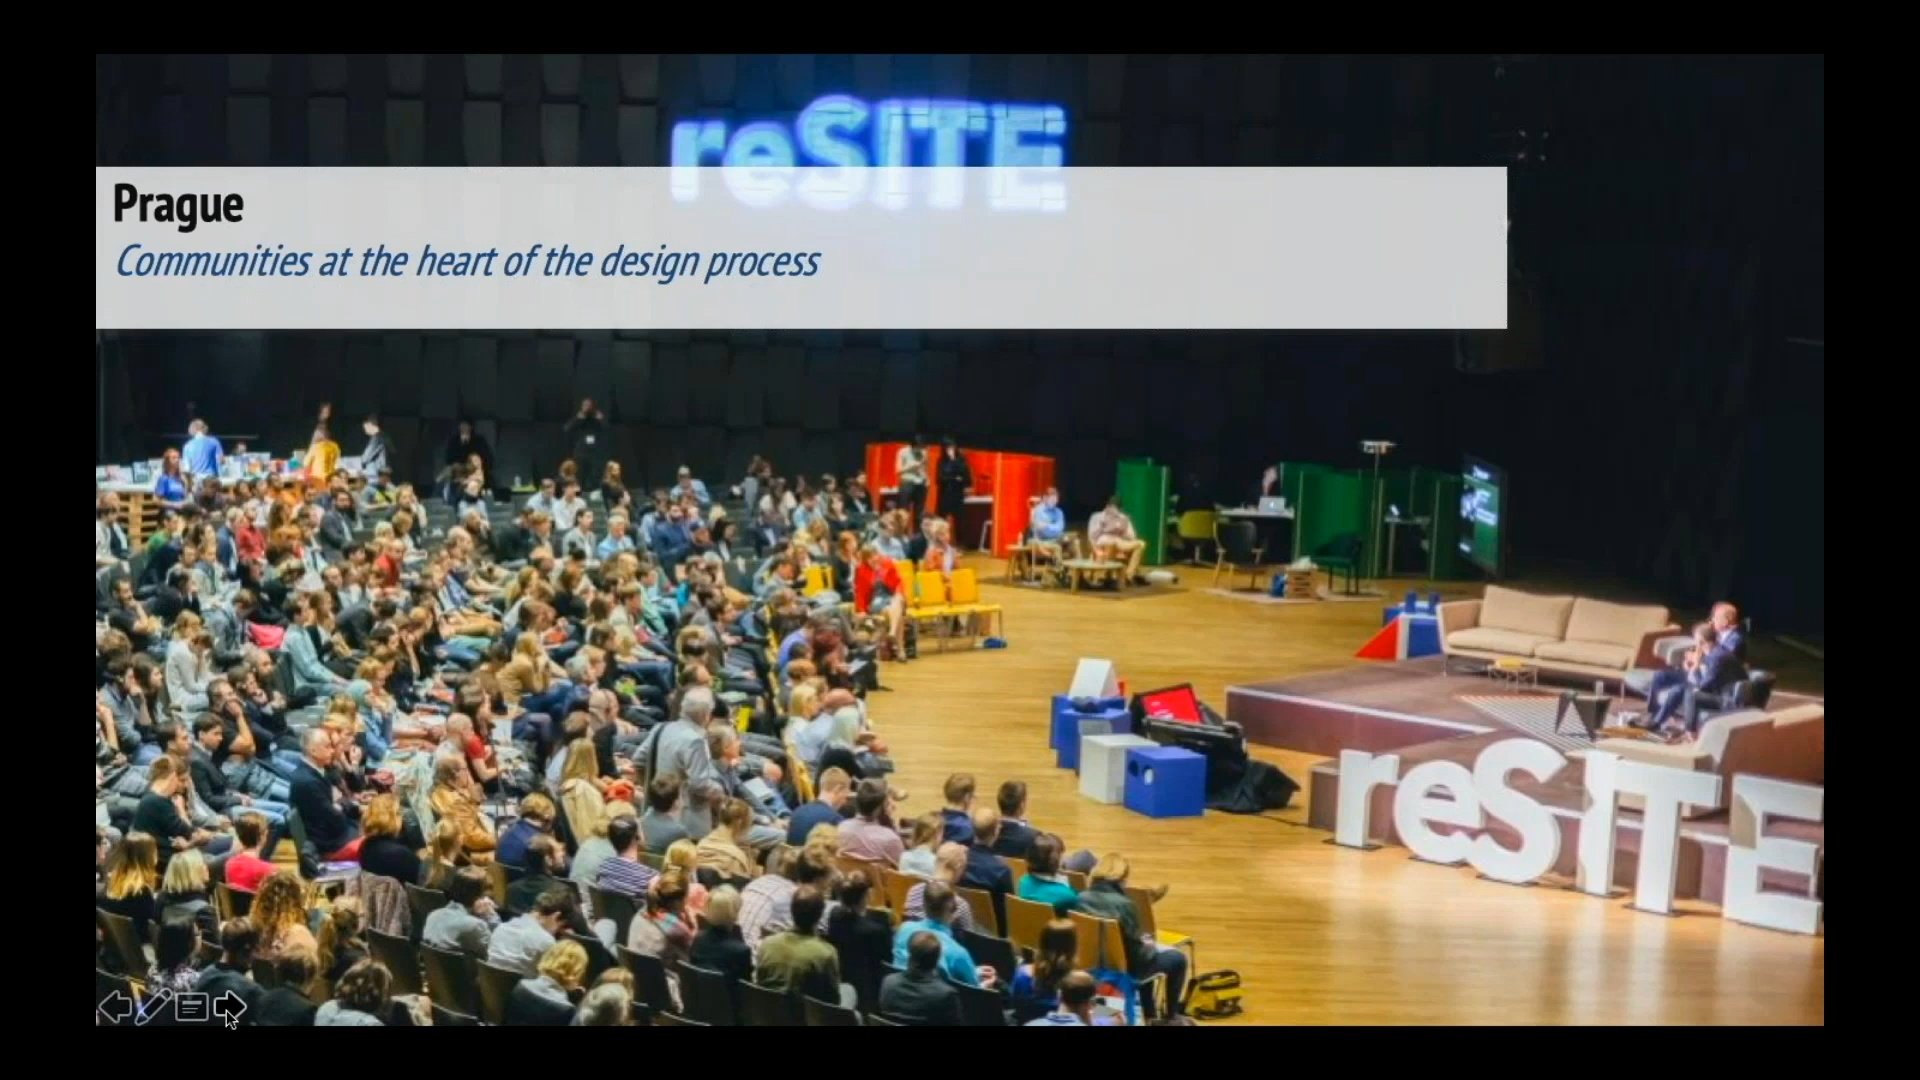 reSITE
Prague
Communities at the heart of the design process
reSITE